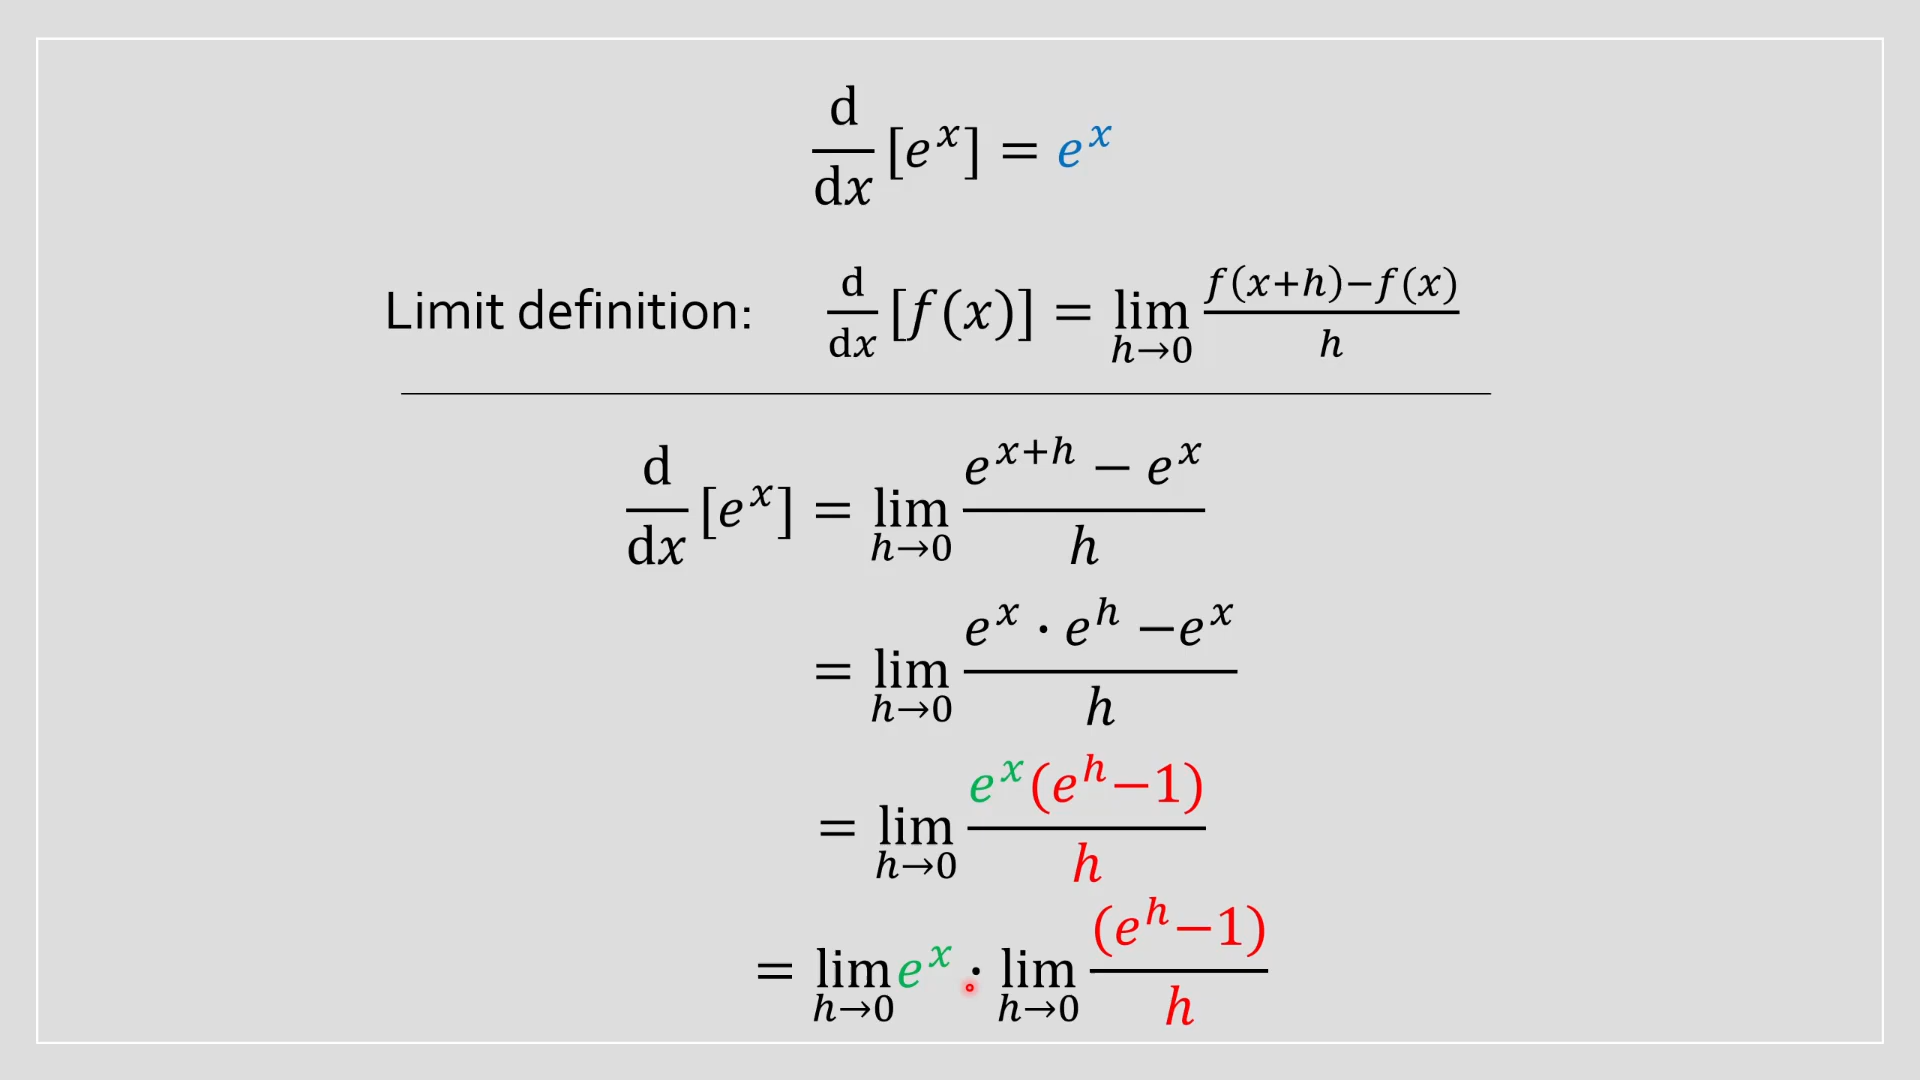 d/dx [e^x] = e^x
Limit definition: d/dx [f(x)] = lim_{h→0} (f(x+h)−f(x))/h
d/dx [e^x] = lim_{h→0} (e^{x+h} − e^x)/h
= lim_{h→0} (e^x · e^h −e^x)/h
= lim_{h→0} e^x(e^h−1)/h
= lim_{h→0} e^x · lim_{h→0} (e^h−1)/h